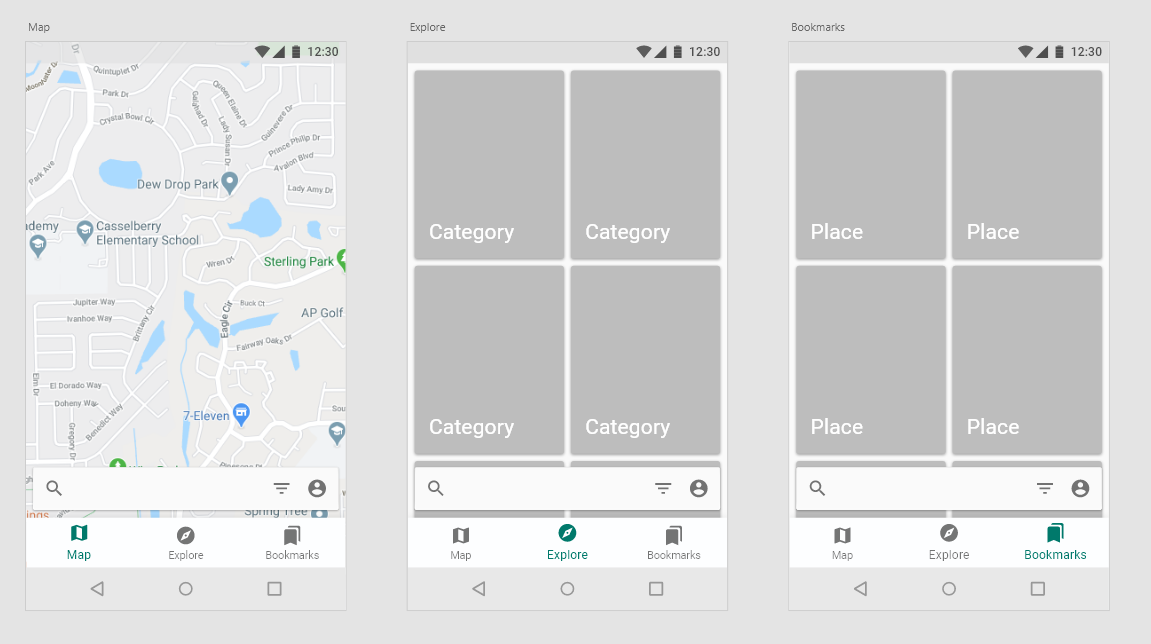 Map
12:30
Dr
Quintuplet Dr
Park Dr
Crystal Bowl Cir
Queen Elaine Dr
Galahad Dr
Lady Susan Dr
Guinevere Dr
Prince Philip Dr
Avalon Blvd
Park Ave
Dew Drop Park
Lady Amy Dr
demy
Casselberry
Elementary School
Wren Dr
Sterling Park
Jupiter Way
Buck Ct
Ivanhoe Way
Brittany Cir
Eagle Cir
AP Golf
Fairway Oaks Dr
Elm Dr
El Dorado Way
Doheny Way
7-Eleven
Sou
Benedict Way
Gregory Dr
ings
Spring Tree
Map
Explore
Bookmarks
Explore
12:30
Category
Category
Category
Category
Map
Explore
Bookmarks
Bookmarks
12:30
Place
Place
Place
Place
Map
Explore
Bookmarks